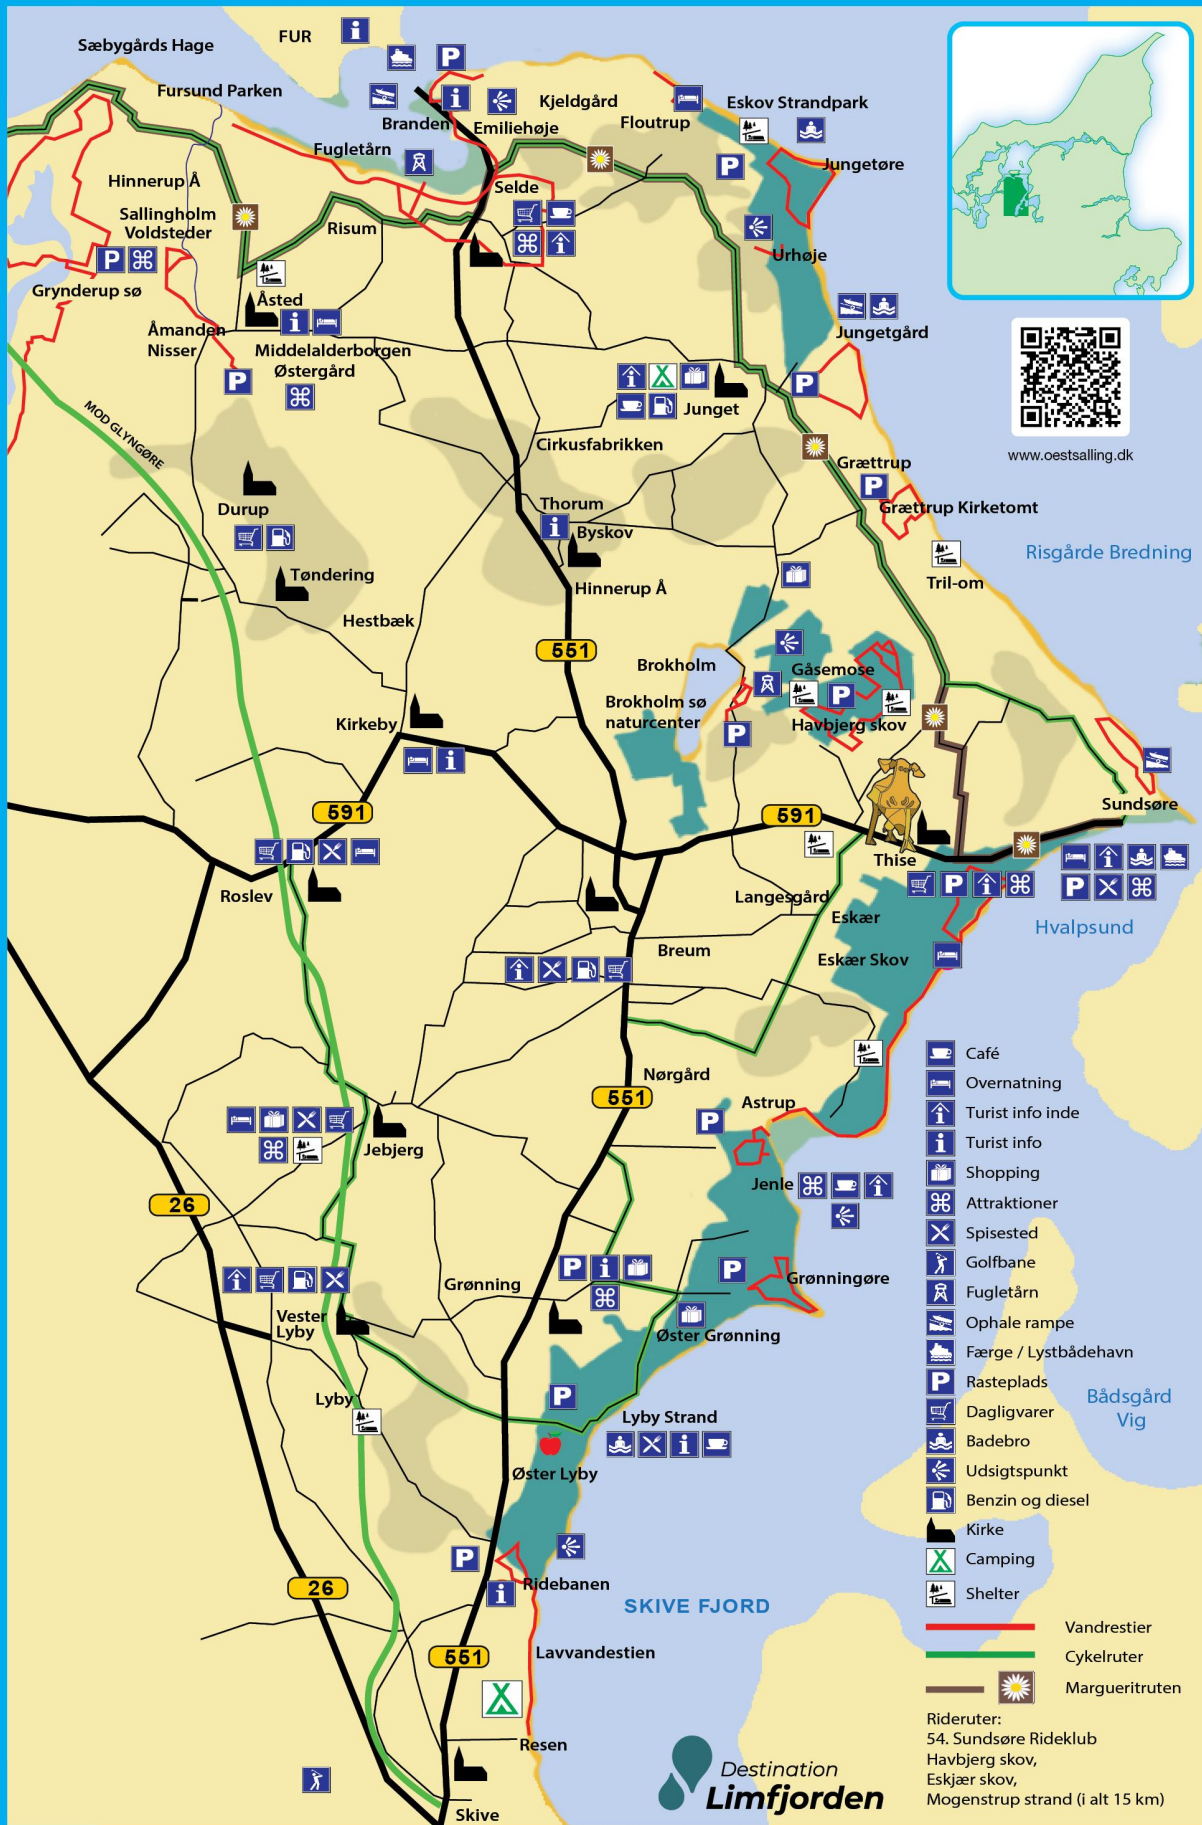 Sæbygårds Hage
FUR
Fursund Parken
Branden
Emiliehøje
Kjeldgård
Floutrup
Eskov Strandpark
Fugletårn
Jungetøre
Hinnerup Å
Selde
Sallingholm
Voldsteder
Risum
Urhøje
Grynderup sø
Åsted
Åmanden
Nisser
Middelalderborgen
Østergård
Jungetgård
MOD GLYNGØRE
Junget
Cirkusfabrikken
www.oestsalling.dk
Grættrup
Durup
Thorum
Byskov
Grættrup Kirketomt
Risgårde Bredning
Tøndering
Hinnerup Å
Tril-om
Hestbæk
551
Brokholm
Gåsemose
Brokholm sø
naturcenter
Kirkeby
Havbjerg skov
591
591
Sundsøre
Thise
Roslev
Langesgård
Eskær
Hvalpsund
Breum
Eskær Skov
Nørgård
551
Astrup
Jebjerg
Jenle
26
Grønning
Grønningøre
Vester
Lyby
Øster Grønning
Lyby
Lyby Strand
Øster Lyby
Bådsgård
Vig
26
Ridebanen
SKIVE FJORD
551
Lavvandestien
Resen
Skive
Café
Overnatning
Turist info inde
Turist info
Shopping
Attraktioner
Spisested
Golfbane
Fugletårn
Ophale rampe
Færge / Lystbådehavn
Rasteplads
Dagligvarer
Badebro
Udsigtspunkt
Benzin og diesel
Kirke
Camping
Shelter
Vandrestier
Cykelruter
Margueritruten
Rideruter:
54. Sundsøre Rideklub
Havbjerg skov,
Eskjær skov,
Mogenstrup strand (i alt 15 km)
Destination
Limfjorden